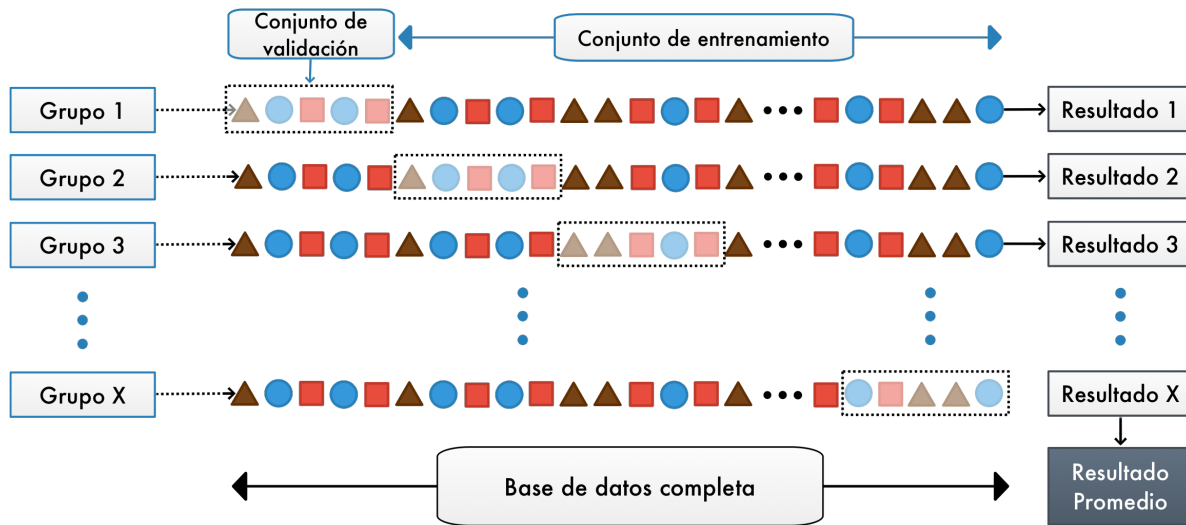 Conjunto de
validación
Conjunto de entrenamiento
Grupo 1
Resultado 1
Grupo 2
Resultado 2
Grupo 3
Resultado 3
Grupo X
Resultado X
Base de datos completa
Resultado
Promedio